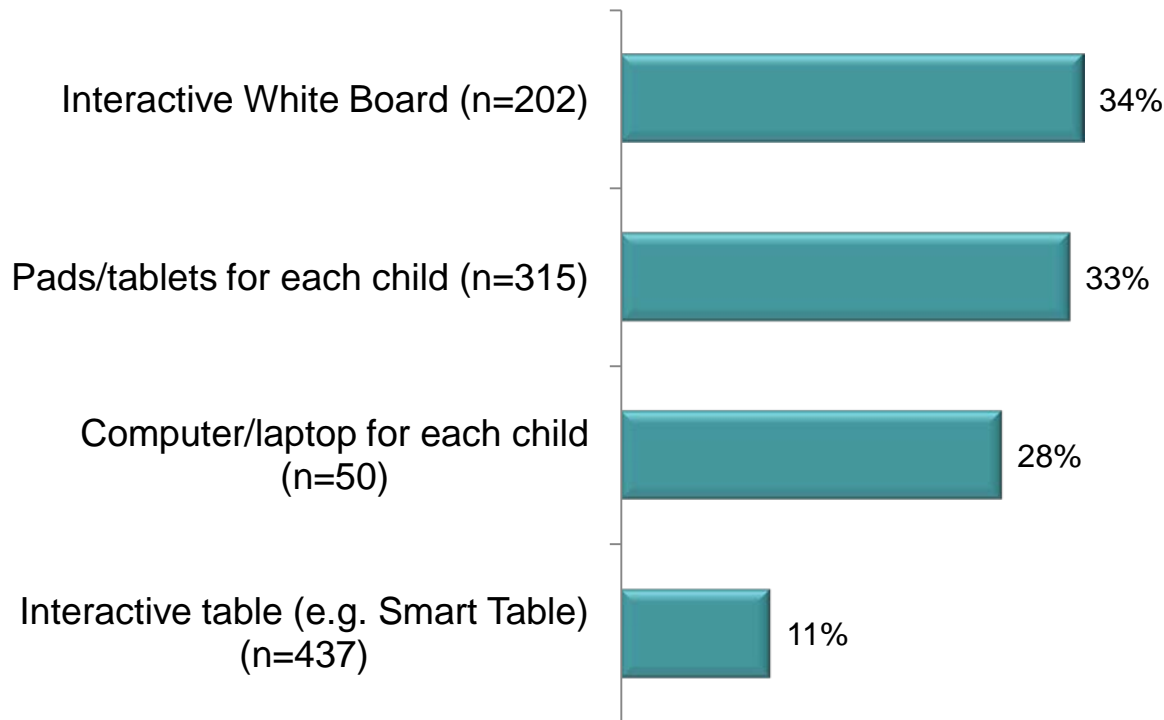 Interactive White Board (n=202)
34%
Pads/tablets for each child (n=315)
33%
Computer/laptop for each child
(n=50)
28%
Interactive table (e.g. Smart Table)
(n=437)
11%